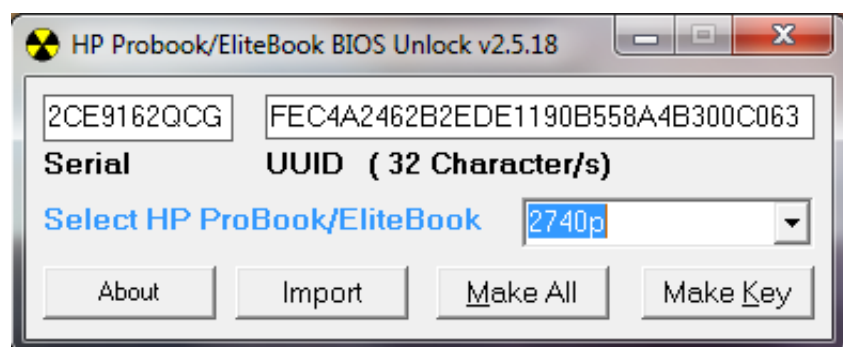 HP Probook/EliteBook BIOS Unlock v2.5.18
2CE9162QCG FEC4A2462B2EDE1190B558A4B300C063
Serial UUID ( 32 Character/s)
Select HP ProBook/EliteBook 2740p
About Import Make All Make Key